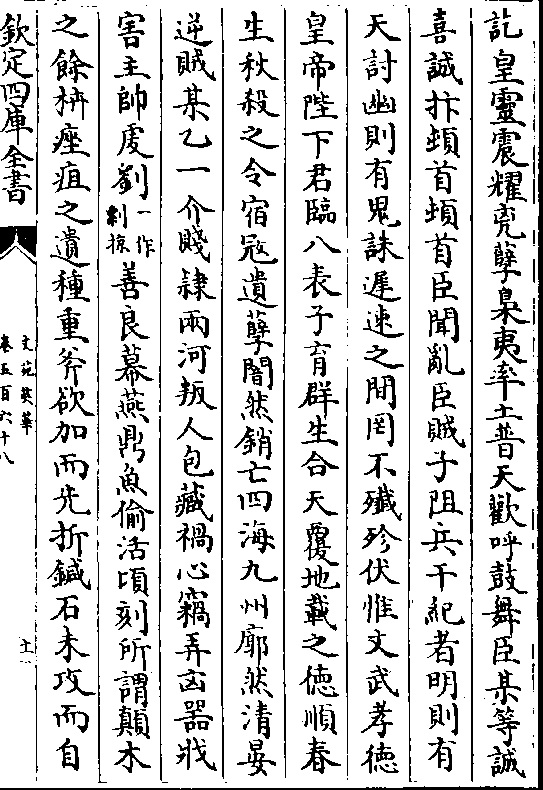 訖皇靈震耀兇孽梟夷率土普天歡呼鼓舞臣某等誠
喜誠抃頓首頓首臣聞亂臣賊子阻兵干紀者明則有
天討幽則有鬼誅遲速之間罔不殲殄伏惟文武孝德
皇帝陛下君臨八表子育群生合天覆地載之德順春
生秋殺之令宿寇遺孽闇然銷亡四海九州廓然清晏
逆賊某乙一介賤隷兩河叛人包藏禍心竊弄凶器戕
害主帥虔劉一作剽掠善良幕燕鼎魚偷活頃刻所謂顛木
之餘枿痤疽之遺種重斧欲加而先折鍼石未攻而自
欽定四庫全書
文苑英華
卷五百六十八